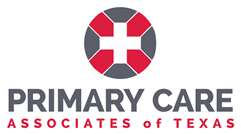 PRIMARY CARE
ASSOCIATES of TEXAS